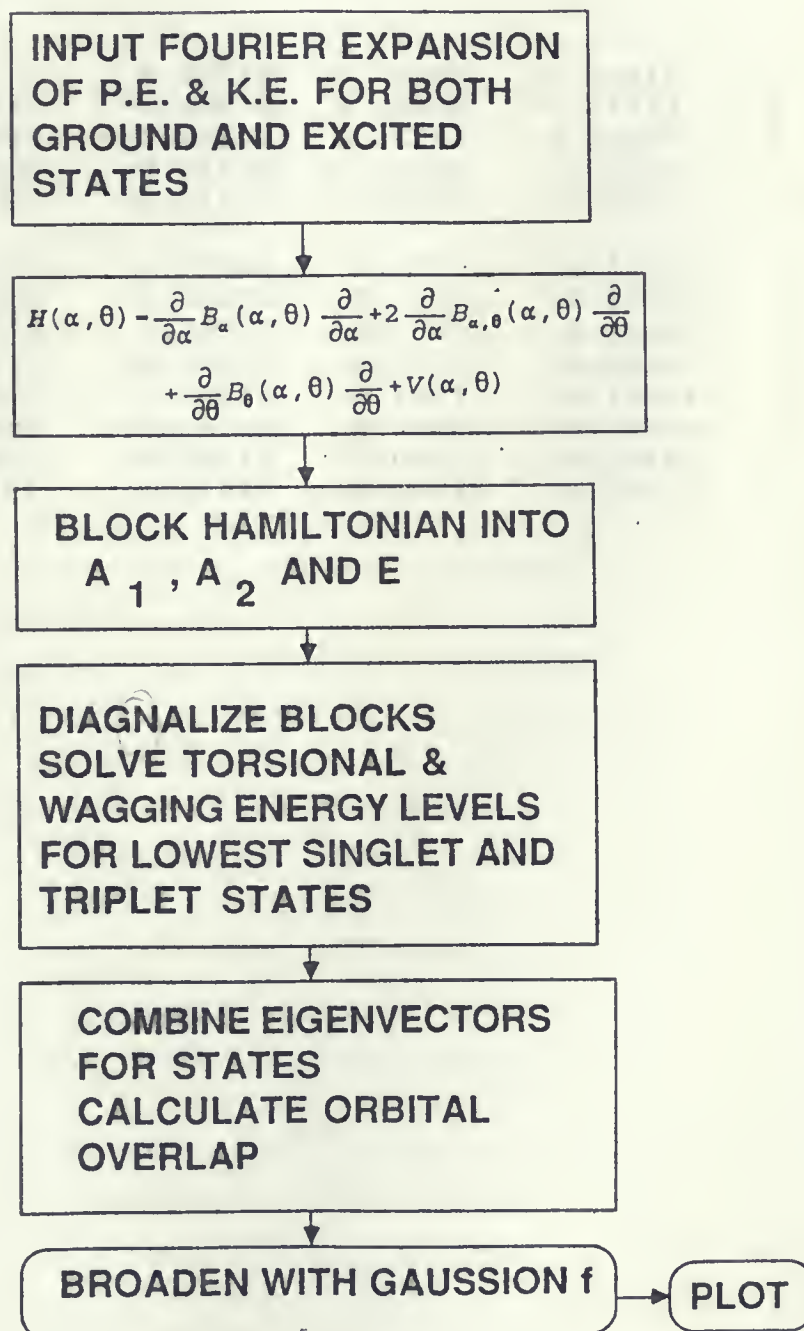 INPUT FOURIER EXPANSION
OF P.E. & K.E. FOR BOTH
GROUND AND EXCITED
STATES
H(α,θ) - ∂/∂α B_α(α,θ) ∂/∂α + 2 ∂/∂α B_α,θ(α,θ) ∂/∂θ
+ ∂/∂θ B_θ(α,θ) ∂/∂θ + V(α,θ)
BLOCK HAMILTONIAN INTO
A 1 , A 2 AND E
DIAGNALIZE BLOCKS
SOLVE TORSIONAL &
WAGGING ENERGY LEVELS
FOR LOWEST SINGLET AND
TRIPLET STATES
COMBINE EIGENVECTORS
FOR STATES
CALCULATE ORBITAL
OVERLAP
BROADEN WITH GAUSSION f
PLOT